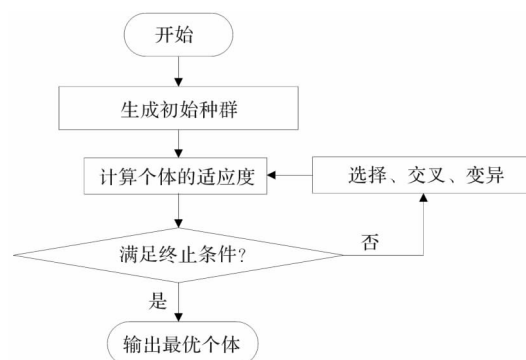 开始
生成初始种群
计算个体的适应度
选择、交叉、变异
满足终止条件?
否
是
输出最优个体